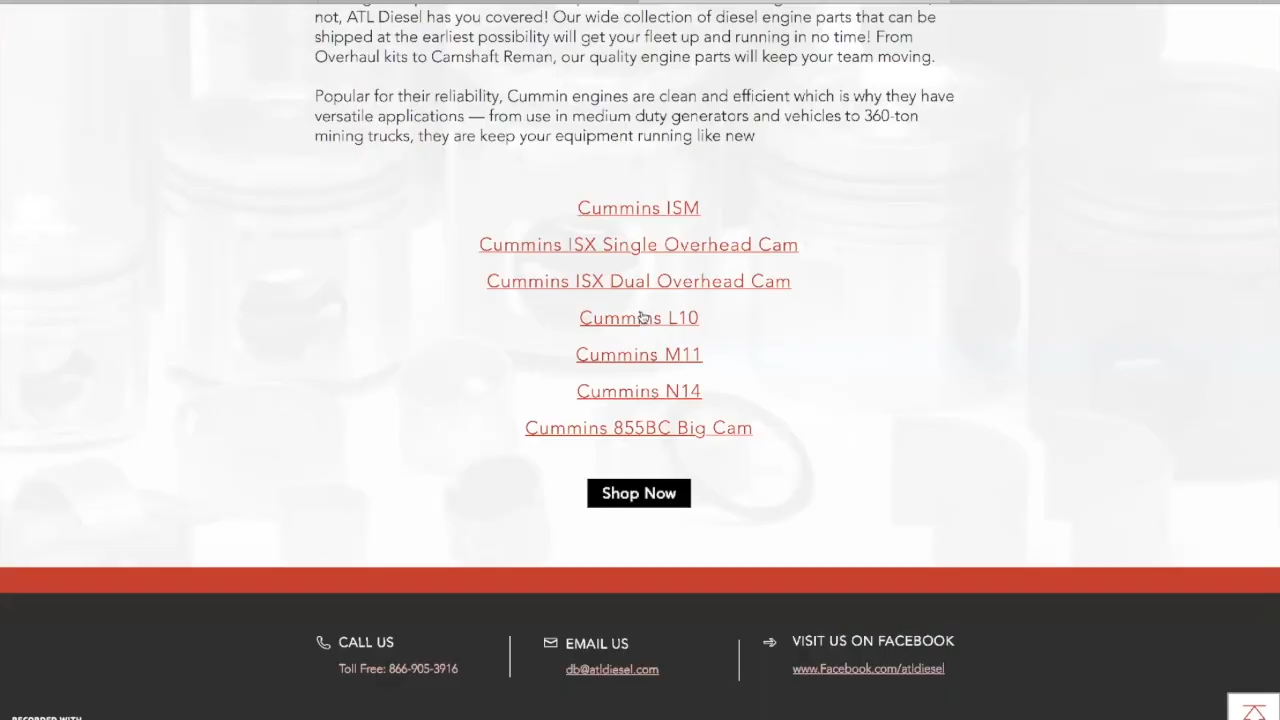 not, ATL Diesel has you covered! Our wide collection of diesel engine parts that can be
shipped at the earliest possibility will get your fleet up and running in no time! From
Overhaul kits to Camshaft Reman, our quality engine parts will keep your team moving.
Popular for their reliability, Cummin engines are clean and efficient which is why they have
versatile applications — from use in medium duty generators and vehicles to 360-ton
mining trucks, they are keep your equipment running like new
Cummins ISM
Cummins ISX Single Overhead Cam
Cummins ISX Dual Overhead Cam
Cummins L10
Cummins M11
Cummins N14
Cummins 855BC Big Cam
Shop Now
CALL US
Toll Free: 866-905-3916
EMAIL US
db@atldiesel.com
VISIT US ON FACEBOOK
www.Facebook.com/atldiesel
RECORDED WITH